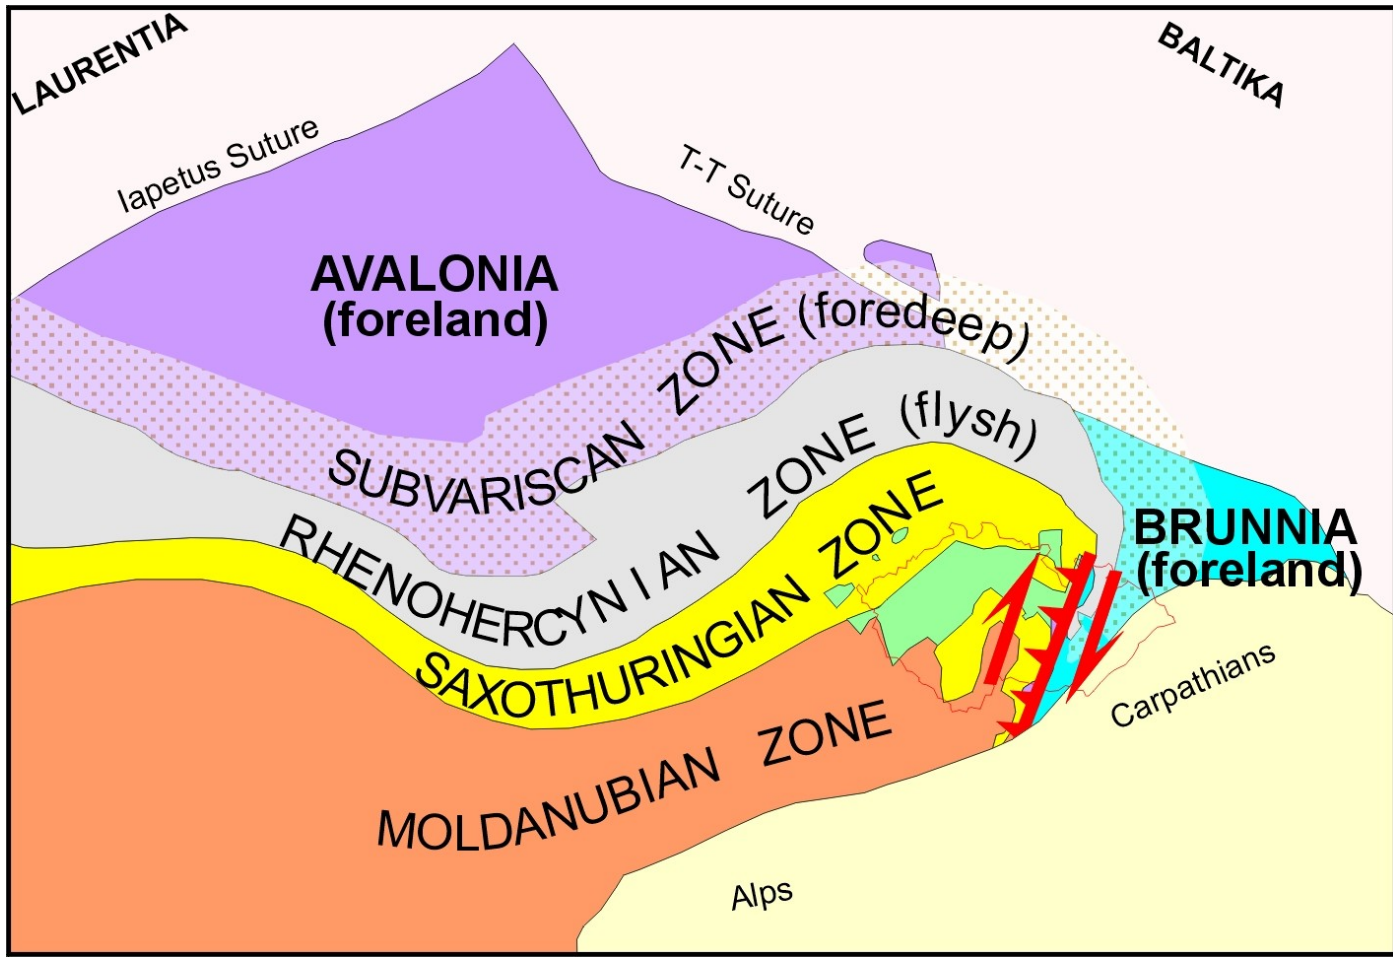 LAURENTIA
BALTIKA
Iapetus Suture
T-T Suture
AVALONIA
(foreland)
SUBVARISCAN ZONE (foredeep)
RHENOHERCYNIAN ZONE (flysh)
BRUNNIA
(foreland)
SAXOTHURINGIAN ZONE
MOLDANUBIAN ZONE
Carpathians
Alps